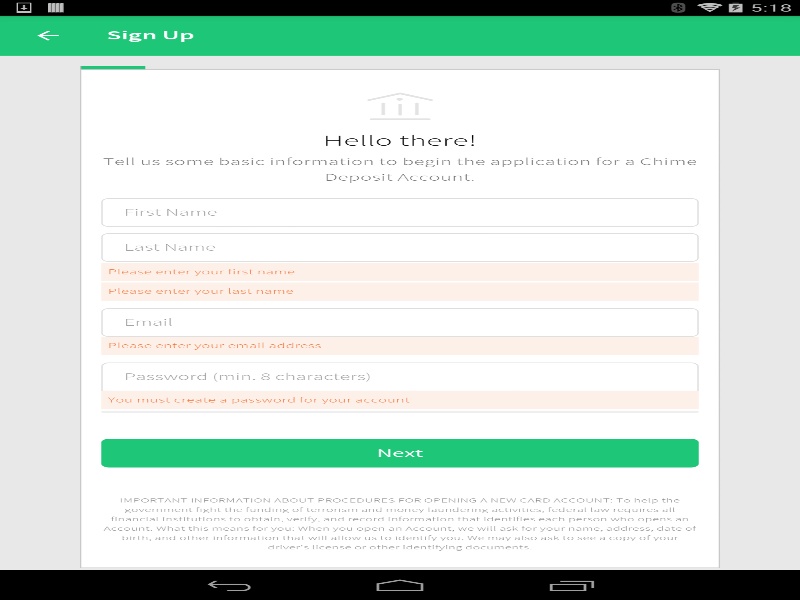 5:18
Sign Up
Hello there!
Tell us some basic information to begin the application for a Chime
Deposit Account.
First Name
Last Name
Please enter your first name
Please enter your last name
Email
Please enter your email address
Password (min. 8 characters)
You must create a password for your account
Next
IMPORTANT INFORMATION ABOUT PROCEDURES FOR OPENING A NEW CARD ACCOUNT: To help the
government fight the funding of terrorism and money laundering activities, federal law requires all
financial institutions to obtain, verify, and record information that identifies each person who opens an
Account. What this means for you: When you open an Account, we will ask for your name, address, date of
birth, and other information that will allow us to identify you. We may also ask to see a copy of your
driver's license or other identifying documents.